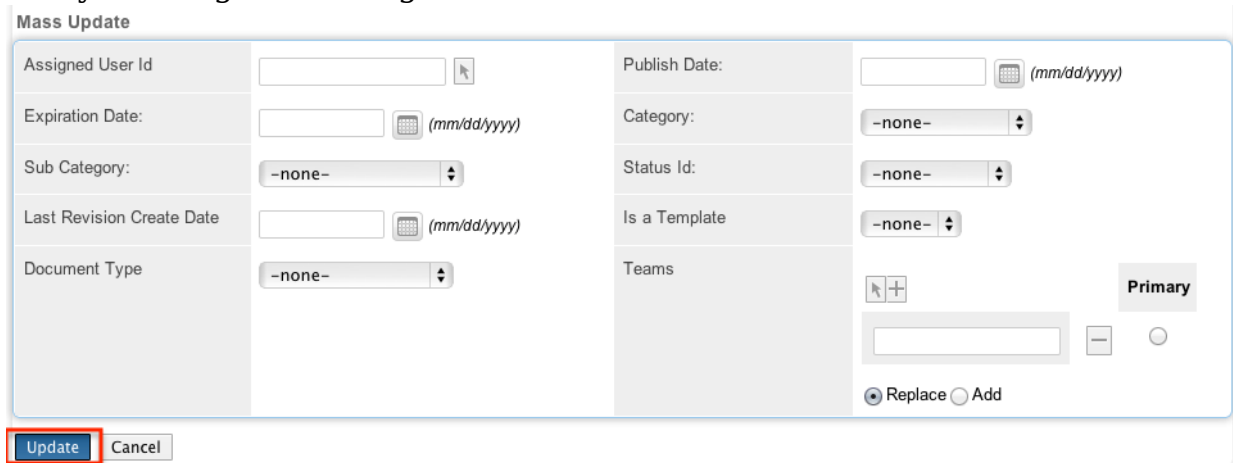 Mass Update
Assigned User Id
Publish Date:
(mm/dd/yyyy)
Expiration Date:
(mm/dd/yyyy)
Category:
-none-
Sub Category:
-none-
Status Id:
-none-
Last Revision Create Date
(mm/dd/yyyy)
Is a Template
-none-
Document Type
-none-
Teams
Primary
Replace Add
Update Cancel